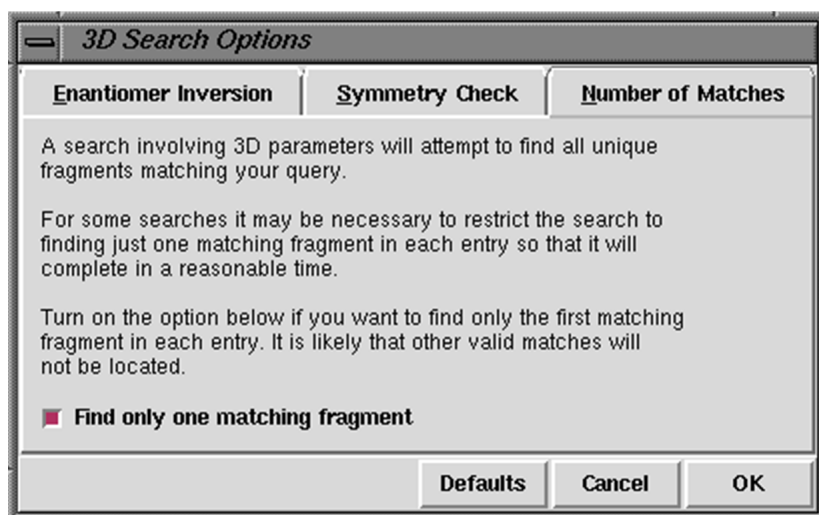 3D Search Options
Enantiomer Inversion Symmetry Check Number of Matches
A search involving 3D parameters will attempt to find all unique
fragments matching your query.
For some searches it may be necessary to restrict the search to
finding just one matching fragment in each entry so that it will
complete in a reasonable time.
Turn on the option below if you want to find only the first matching
fragment in each entry. It is likely that other valid matches will
not be located.
Find only one matching fragment
Defaults Cancel OK